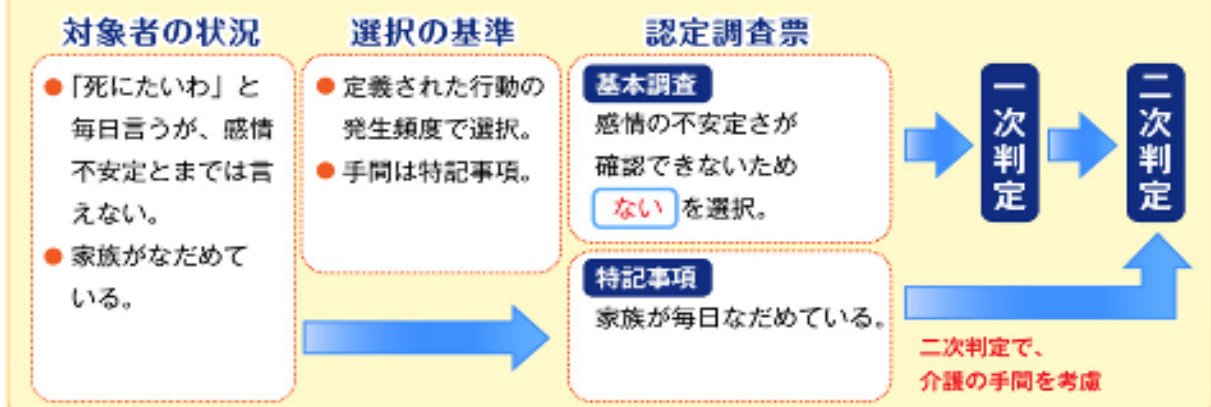 対象者の状況
●「死にたいわ」と
毎日言うが、感情
不安定とまでは言
えない。
●家族がなだめて
いる。
選択の基準
●定義された行動の
発生頻度で選択。
●手間は特記事項。
認定調査票
基本調査
感情の不安定さが
確認できないため
ないを選択。
特記事項
家族が毎日なだめている。
一次判定
二次判定
二次判定で、
介護の手間を考慮